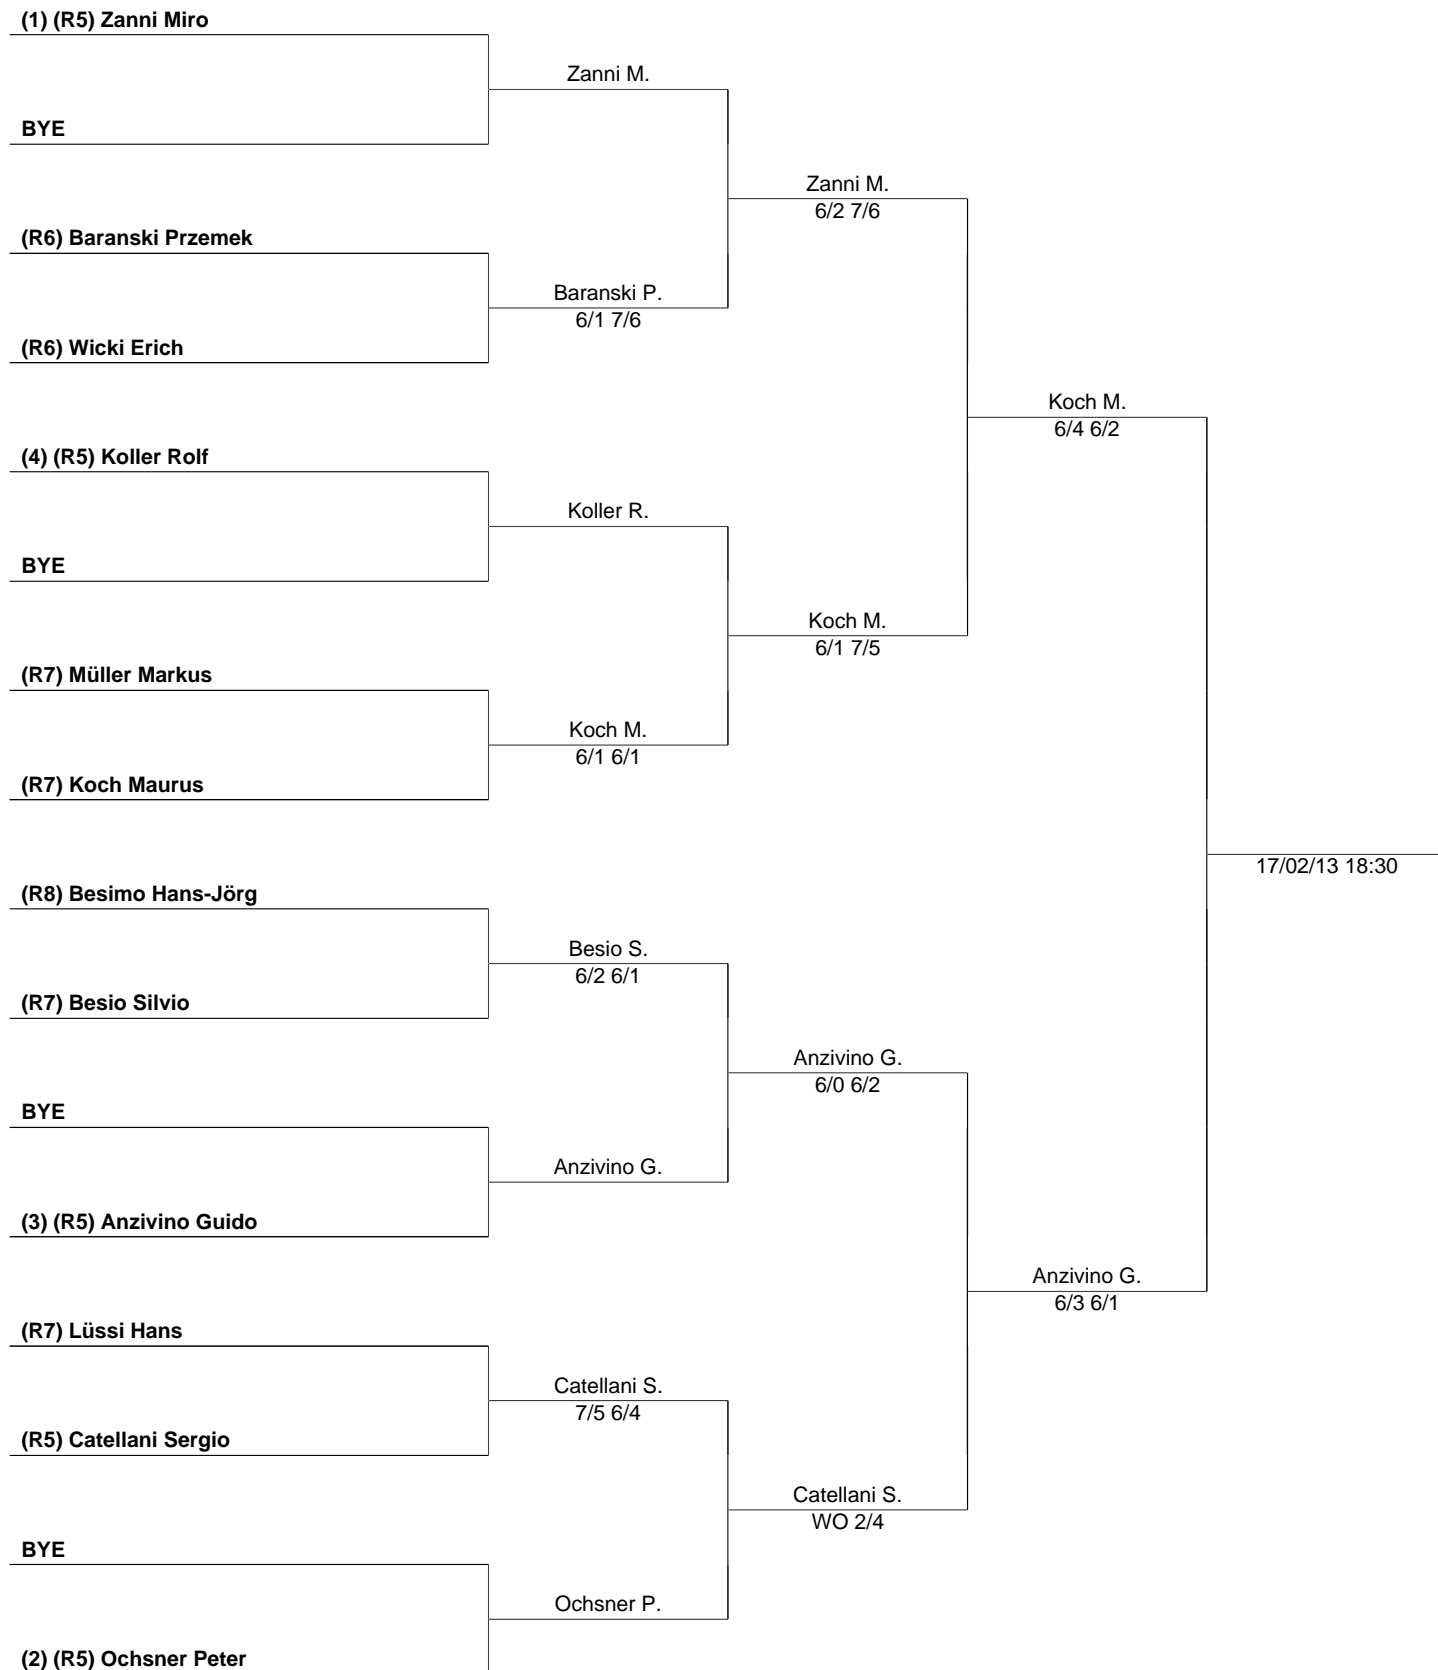 (1) (R5) Zanni Miro
Zanni M.
BYE
Zanni M.
6/2 7/6
(R6) Baranski Przemek
Baranski P.
6/1 7/6
(R6) Wicki Erich
Koch M.
6/4 6/2
(4) (R5) Koller Rolf
Koller R.
BYE
Koch M.
6/1 7/5
(R7) Müller Markus
Koch M.
6/1 6/1
(R7) Koch Maurus
17/02/13 18:30
(R8) Besimo Hans-Jörg
Besio S.
6/2 6/1
(R7) Besio Silvio
Anzivino G.
6/0 6/2
BYE
Anzivino G.
(3) (R5) Anzivino Guido
Anzivino G.
6/3 6/1
(R7) Lüssi Hans
Catellani S.
7/5 6/4
(R5) Catellani Sergio
Catellani S.
WO 2/4
BYE
Ochsner P.
(2) (R5) Ochsner Peter